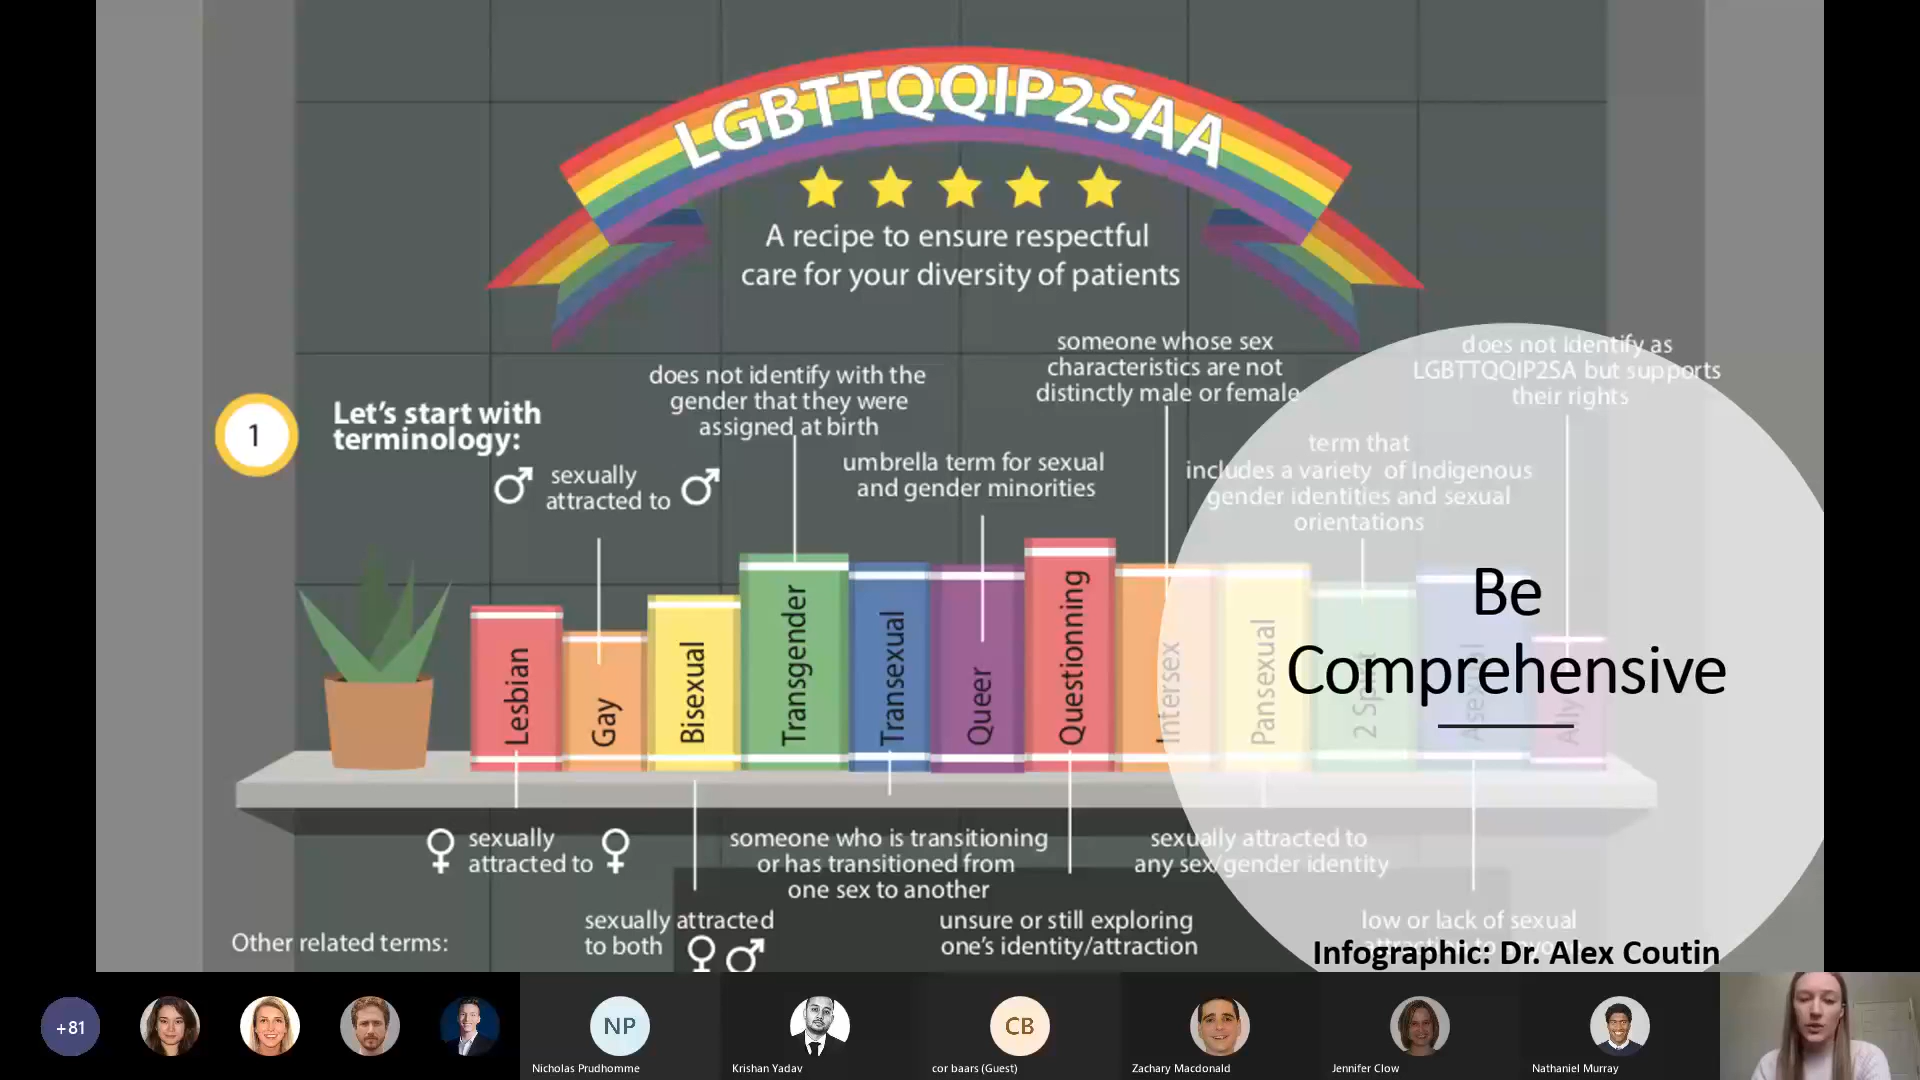 LGBTTQQIP2SAA
A recipe to ensure respectful
care for your diversity of patients
1
Let's start with
terminology:
♂ sexually
attracted to ♂
does not identify with the
gender that they were
assigned at birth
umbrella term for sexual
and gender minorities
someone whose sex
characteristics are not
distinctly male or female
term that
includes a variety of Indigenous
gender identities and sexual
orientations
does not identify as
LGBTTQQIP2SA but supports
their rights
Lesbian
Gay
Bisexual
Transgender
Transexual
Queer
Questionning
Intersex
Pansexual
2 Spirit
Asexual
Ally
Be
Comprehensive
♀ sexually
attracted to ♀
sexually attracted
to both ♀ ♂
someone who is transitioning
or has transitioned from
one sex to another
unsure or still exploring
one's identity/attraction
sexually attracted to
any sex/gender identity
low or lack of sexual
attraction to anyone
Other related terms:
Infographic: Dr. Alex Coutin
+81
NP
Nicholas Prudhomme
Krishan Yadav
CB
cor baars (Guest)
Zachary Macdonald
Jennifer Clow
Nathaniel Murray